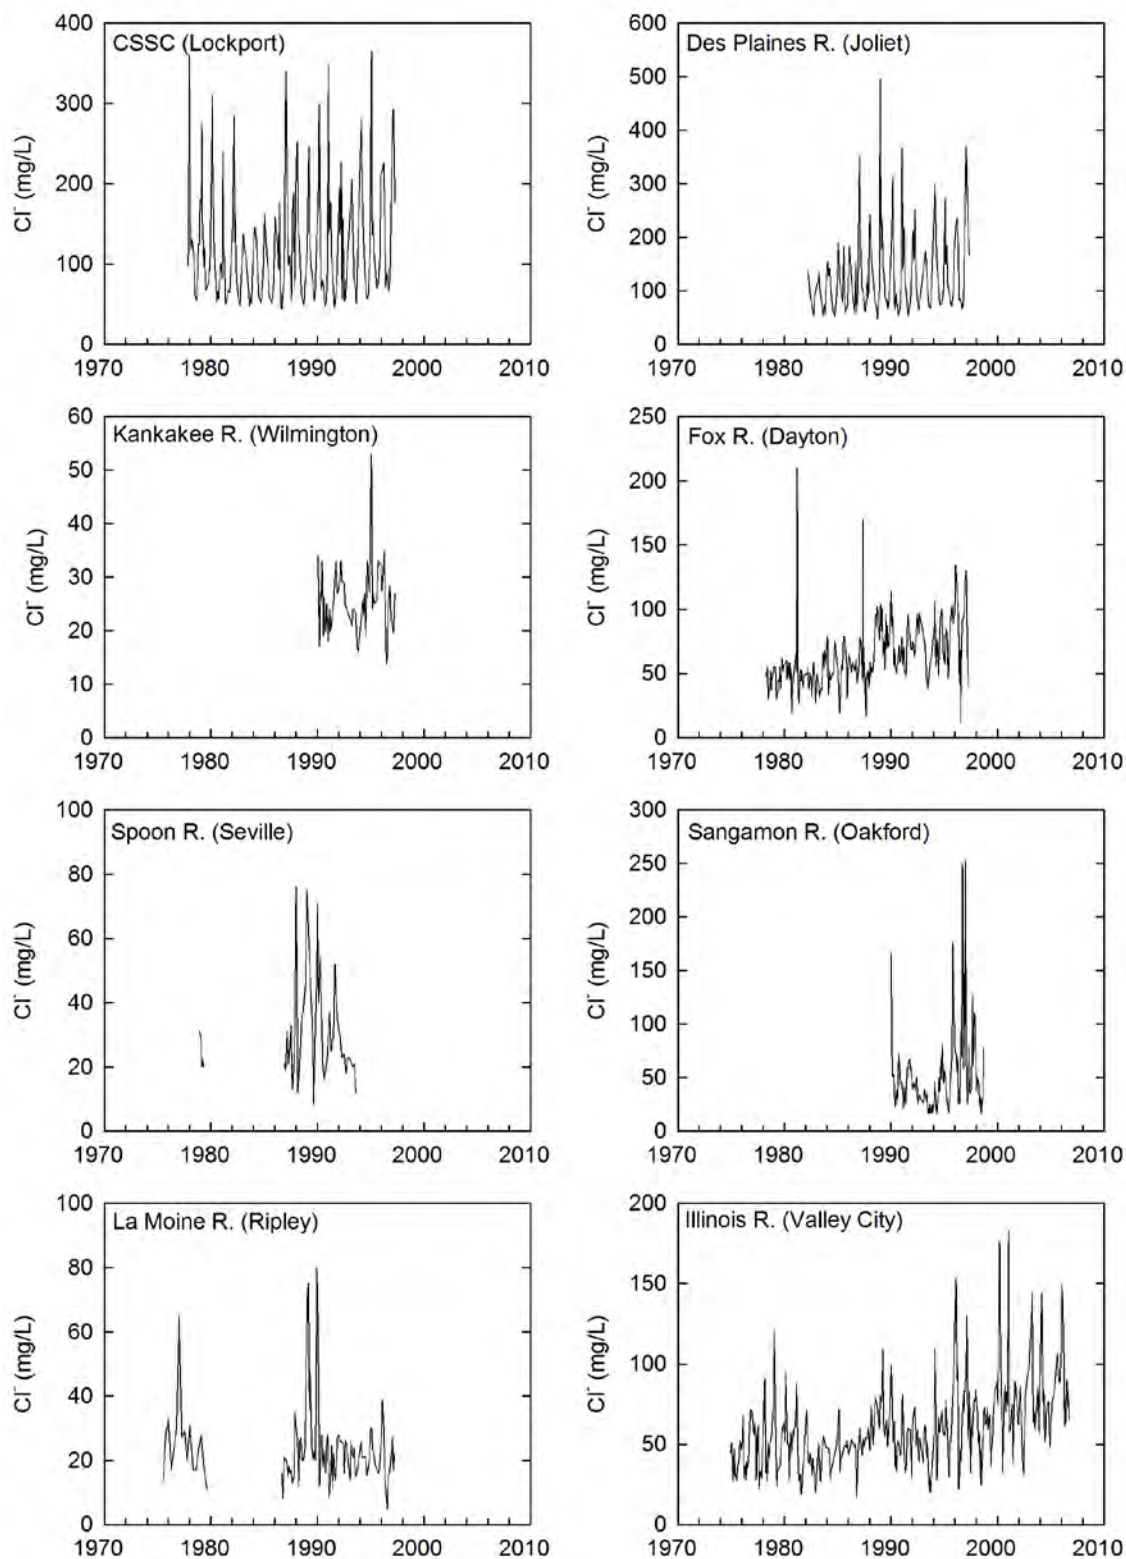 400
300
200
100
0
Cl⁻ (mg/L)
CSSC (Lockport)
1970 1980 1990 2000 2010
600
500
400
300
200
100
0
Cl⁻ (mg/L)
Des Plaines R. (Joliet)
1970 1980 1990 2000 2010
60
50
40
30
20
10
0
Cl⁻ (mg/L)
Kankakee R. (Wilmington)
1970 1980 1990 2000 2010
250
200
150
100
50
0
Cl⁻ (mg/L)
Fox R. (Dayton)
1970 1980 1990 2000 2010
100
80
60
40
20
0
Cl⁻ (mg/L)
Spoon R. (Seville)
1970 1980 1990 2000 2010
300
250
200
150
100
50
0
Cl⁻ (mg/L)
Sangamon R. (Oakford)
1970 1980 1990 2000 2010
100
80
60
40
20
0
Cl⁻ (mg/L)
La Moine R. (Ripley)
1970 1980 1990 2000 2010
200
150
100
50
0
Cl⁻ (mg/L)
Illinois R. (Valley City)
1970 1980 1990 2000 2010